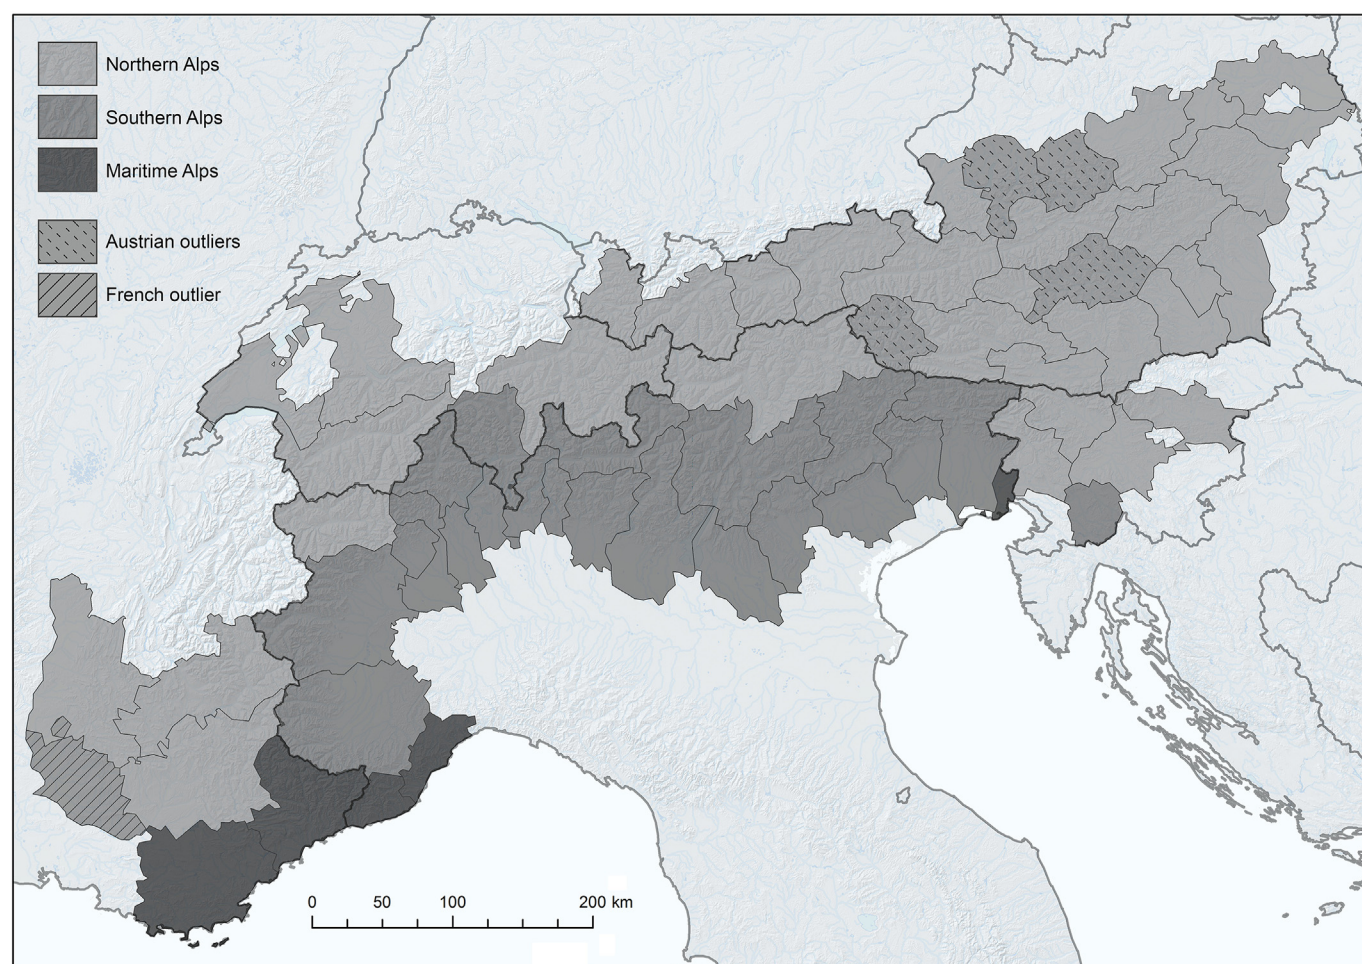 Northern Alps
Southern Alps
Maritime Alps
Austrian outliers
French outlier
0 50 100 200 km